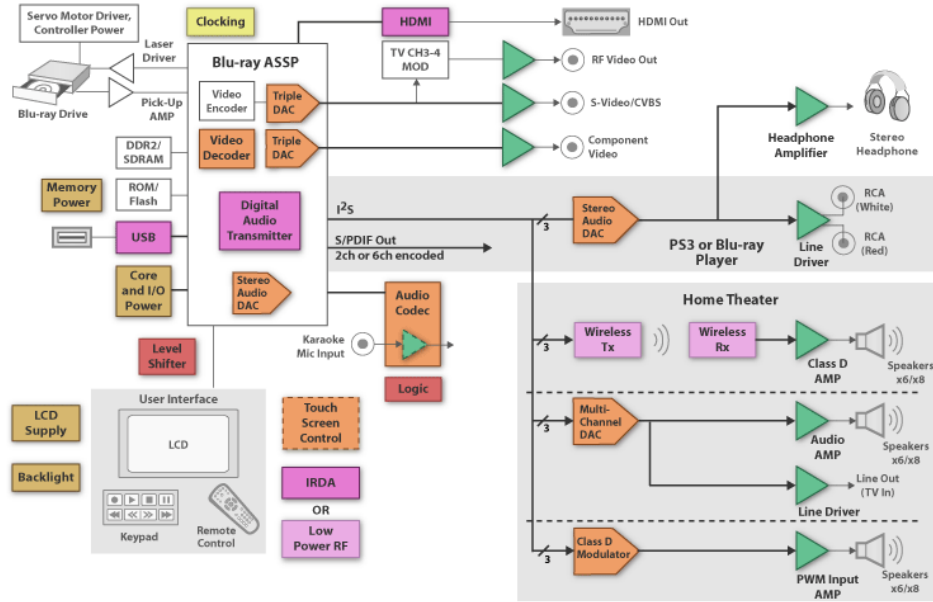 Servo Motor Driver,
Controller Power
Clocking
HDMI
HDMI Out
Laser
Driver
Blu-ray ASSP
TV CH3-4
MOD
RF Video Out
Blu-ray Drive
Pick-Up
AMP
Video
Encoder
Triple
DAC
S-Video/CVBS
Headphone
Amplifier
Stereo
Headphone
DDR2/
SDRAM
Video
Decoder
Triple
DAC
Component
Video
Memory
Power
ROM/
Flash
Digital
Audio
Transmitter
I²S
3
Stereo
Audio
DAC
RCA
(White)
USB
S/PDIF Out
2ch or 6ch encoded
PS3 or Blu-ray
Player
Line
Driver
RCA
(Red)
Core
and I/O
Power
Stereo
Audio
DAC
Audio
Codec
Home Theater
Karaoke
Mic Input
3
Wireless
Tx
Wireless
Rx
Class D
AMP
Speakers
x6/x8
Level
Shifter
Logic
User Interface
LCD
Supply
LCD
Touch
Screen
Control
3
Multi-
Channel
DAC
Audio
AMP
Speakers
x6/x8
Backlight
IRDA
Line Out
(TV In)
Line Driver
OR
Keypad
Remote
Control
Low
Power RF
3
Class D
Modulator
PWM Input
AMP
Speakers
x6/x8